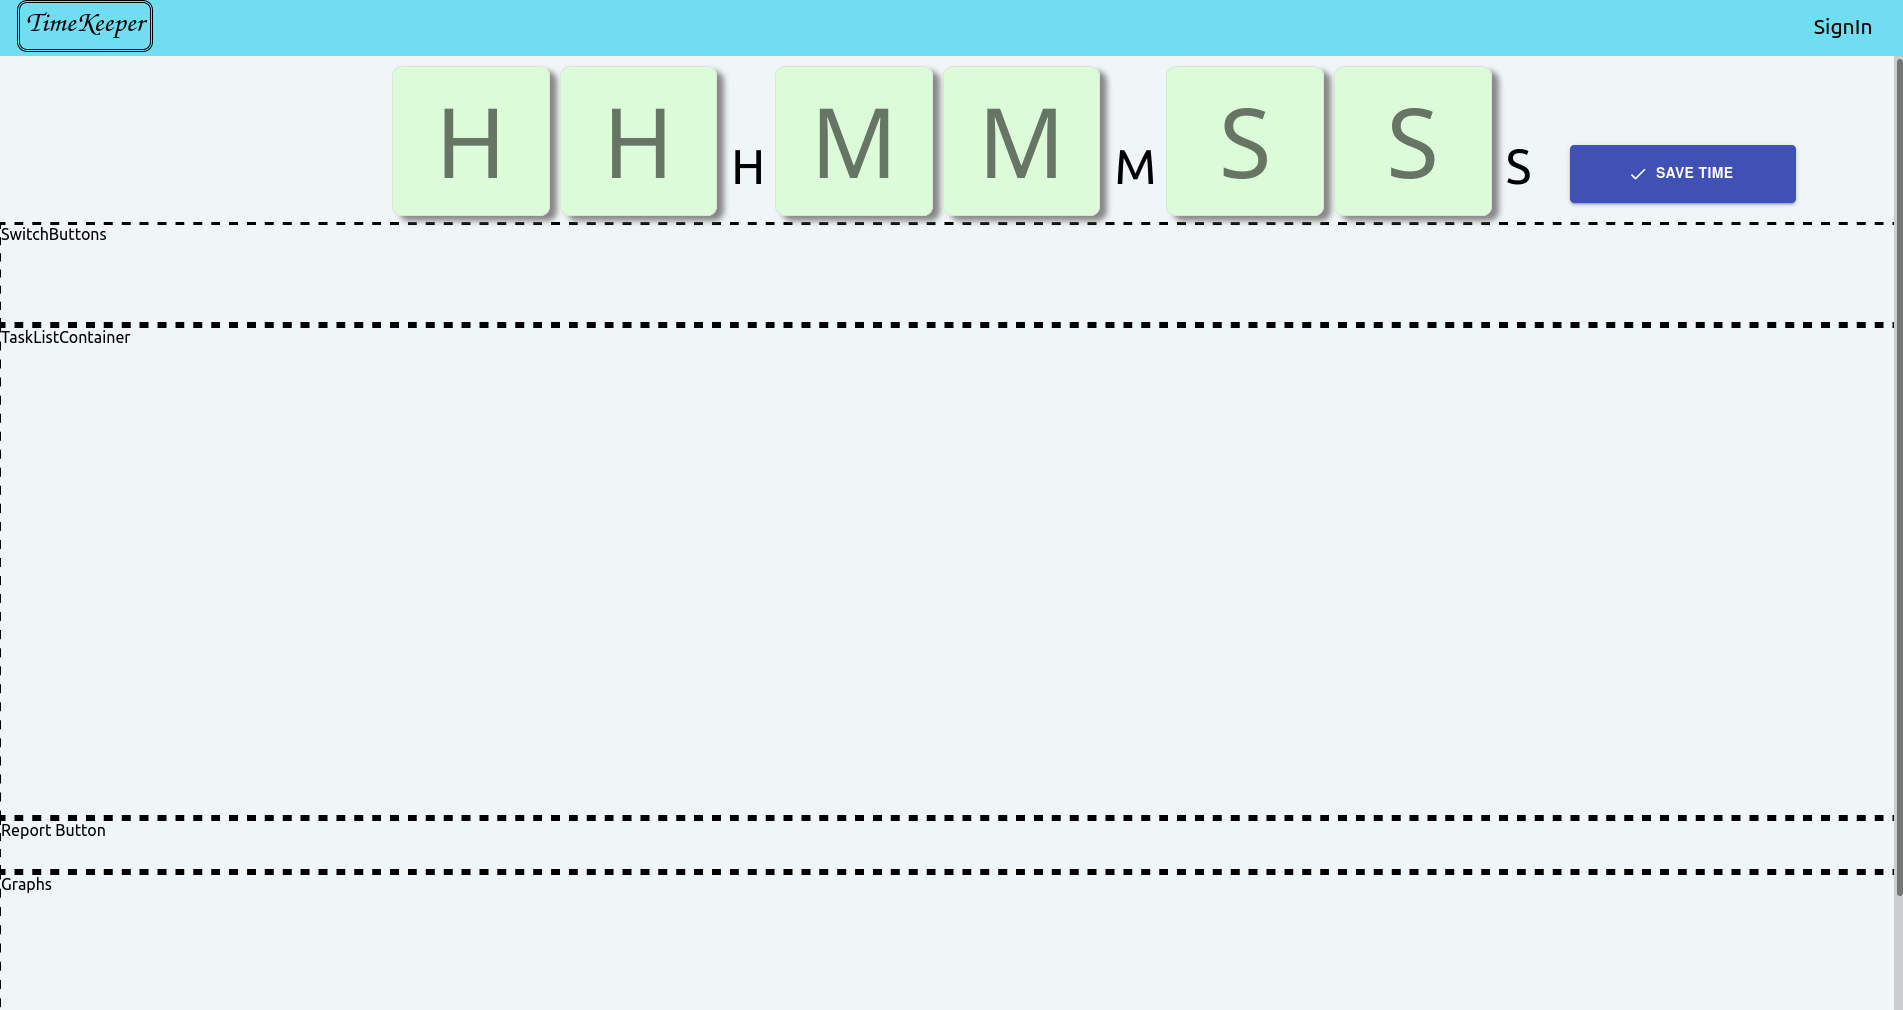 TimeKeeper
SignIn
H H H M M M S S S
SAVE TIME
SwitchButtons
TaskListContainer
Report Button
Graphs